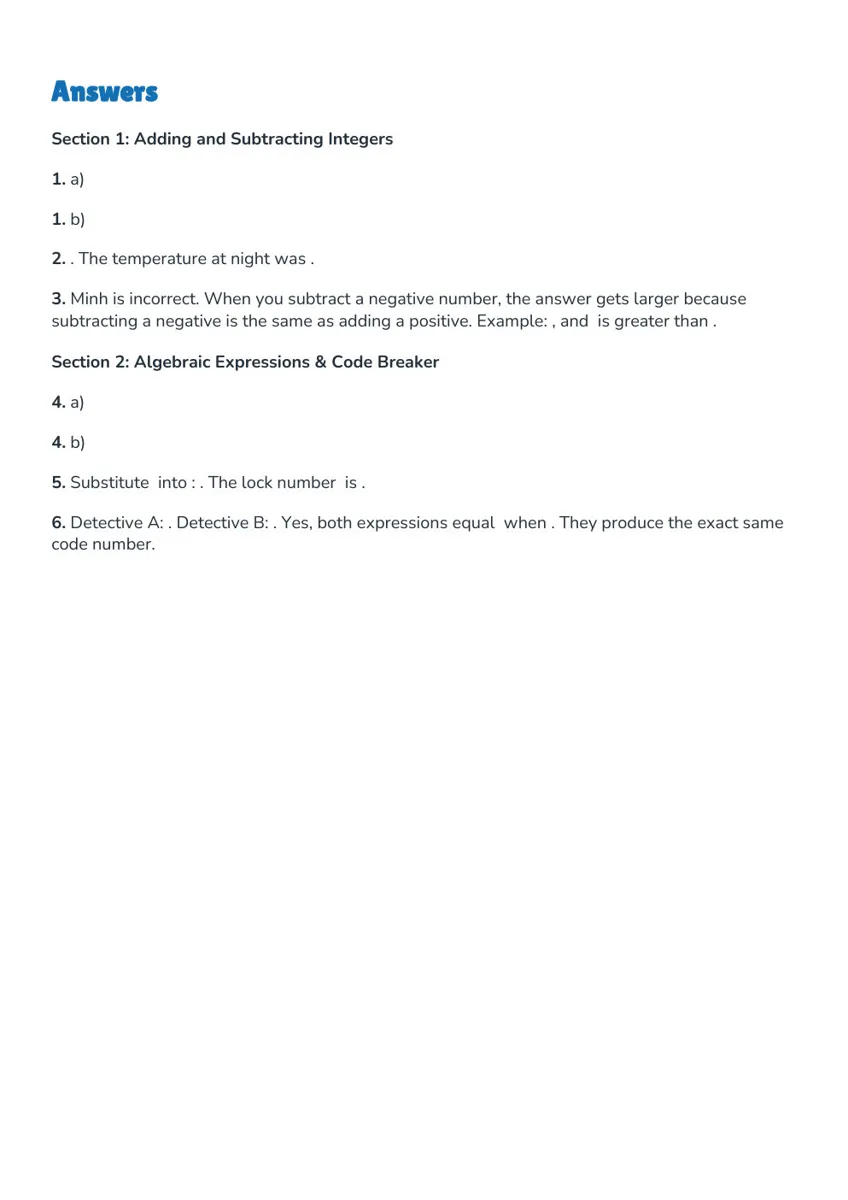 Answers
Section 1: Adding and Subtracting Integers
1. a)
1. b)
2. . The temperature at night was .
3. Minh is incorrect. When you subtract a negative number, the answer gets larger because
subtracting a negative is the same as adding a positive. Example: , and  is greater than .
Section 2: Algebraic Expressions & Code Breaker
4. a)
4. b)
5. Substitute  into : . The lock number  is .
6. Detective A: . Detective B: . Yes, both expressions equal  when . They produce the exact same
code number.